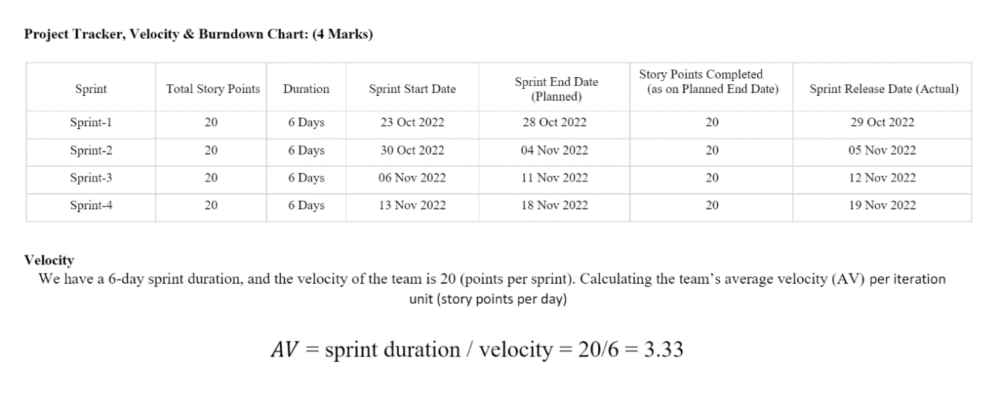 Project Tracker, Velocity & Burndown Chart: (4 Marks)
Sprint Total Story Points Duration Sprint Start Date Sprint End Date (Planned) Story Points Completed (as on Planned End Date) Sprint Release Date (Actual)
Sprint-1 20 6 Days 23 Oct 2022 28 Oct 2022 20 29 Oct 2022
Sprint-2 20 6 Days 30 Oct 2022 04 Nov 2022 20 05 Nov 2022
Sprint-3 20 6 Days 06 Nov 2022 11 Nov 2022 20 12 Nov 2022
Sprint-4 20 6 Days 13 Nov 2022 18 Nov 2022 20 19 Nov 2022
Velocity
We have a 6-day sprint duration, and the velocity of the team is 20 (points per sprint). Calculating the team's average velocity (AV) per iteration
unit (story points per day)
AV = sprint duration / velocity = 20/6 = 3.33